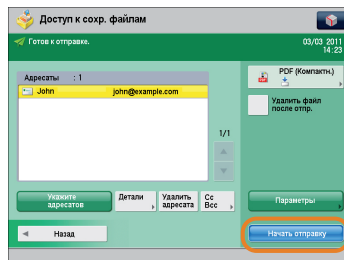 Доступ к сохр. файлам
Готов к отправке.
03/03 2011
14:23
Адресаты : 1
John john@example.com
1/1
PDF (Компактн.)
Удалить файл
после отпр.
Укажите
адресатов
Детали
Удалить
адресата
Cc
Bcc
Параметры
Назад
Начать отправку